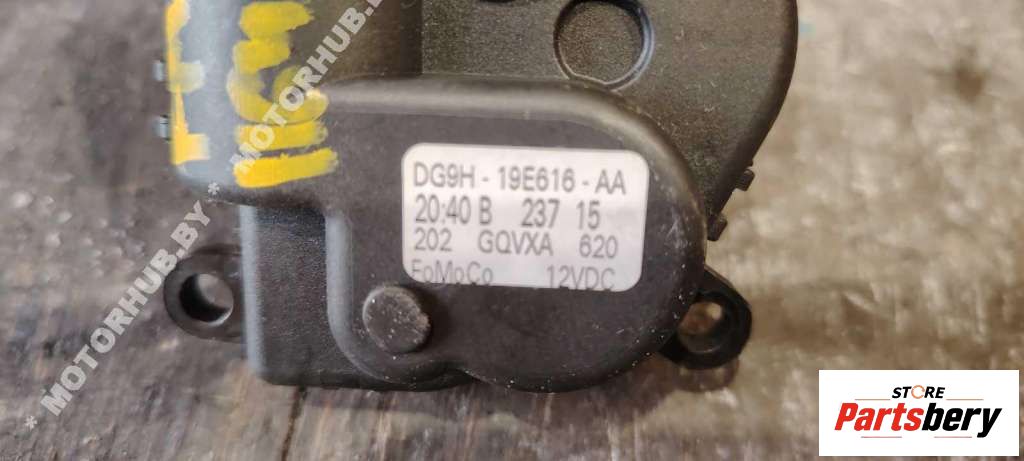 DG9H - 19E616 - AA
20:40 B 237 15
202 GQVXA 620
FoMoCo 12VDC
* MOTORHUB.BY * MOTORHUB.BY
STORE
Partsbery